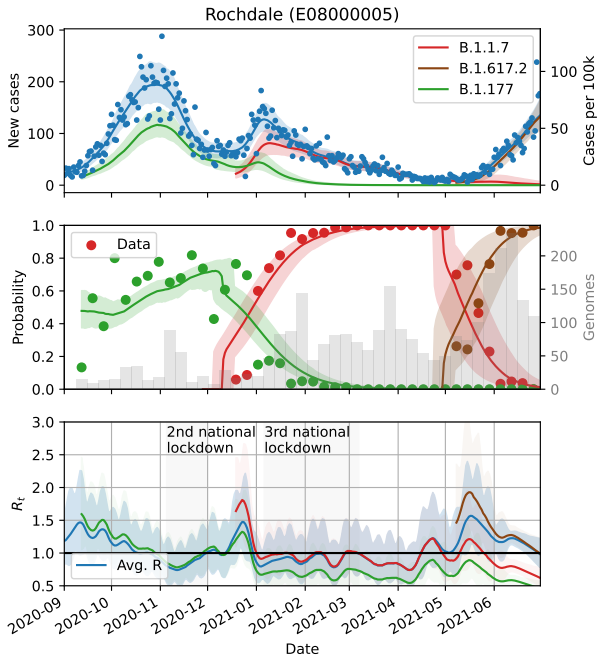 Rochdale (E08000005)
300
200
100
0
New cases
100
50
0
Cases per 100k
B.1.1.7
B.1.617.2
B.1.177
1.0
0.8
0.6
0.4
0.2
0.0
Probability
Data
200
150
100
50
0
Genomes
3.0
2.5
2.0
1.5
1.0
0.5
Rt
2nd national
lockdown
3rd national
lockdown
Avg. R
2020-09
2020-10
2020-11
2020-12
2021-01
2021-02
2021-03
2021-04
2021-05
2021-06
Date